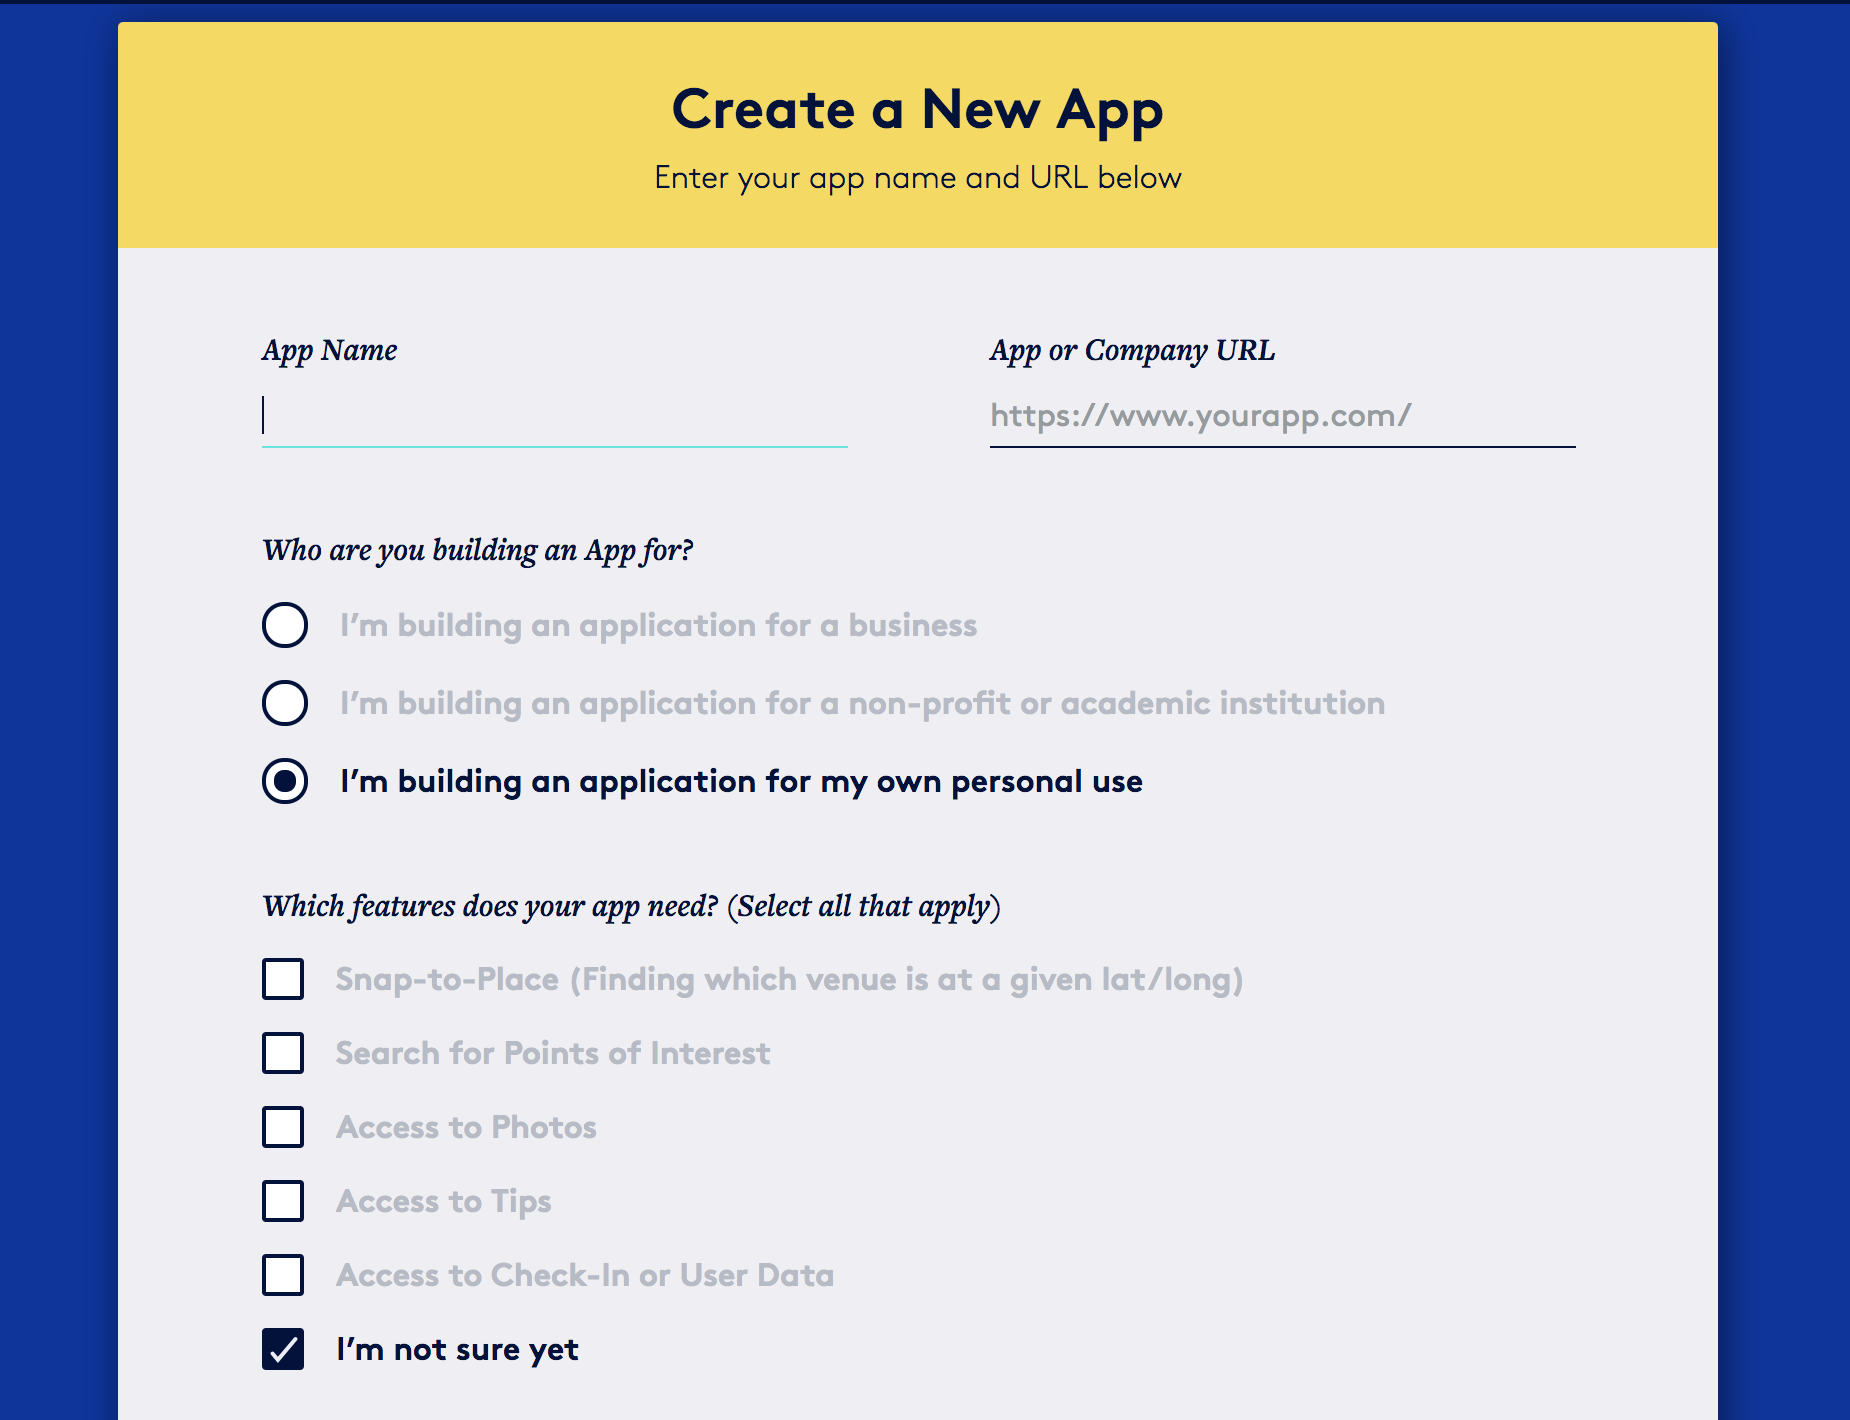 Create a New App
Enter your app name and URL below
App Name
App or Company URL
https://www.yourapp.com/
Who are you building an App for?
I’m building an application for a business
I’m building an application for a non-profit or academic institution
I’m building an application for my own personal use
Which features does your app need? (Select all that apply)
Snap-to-Place (Finding which venue is at a given lat/long)
Search for Points of Interest
Access to Photos
Access to Tips
Access to Check-In or User Data
I’m not sure yet